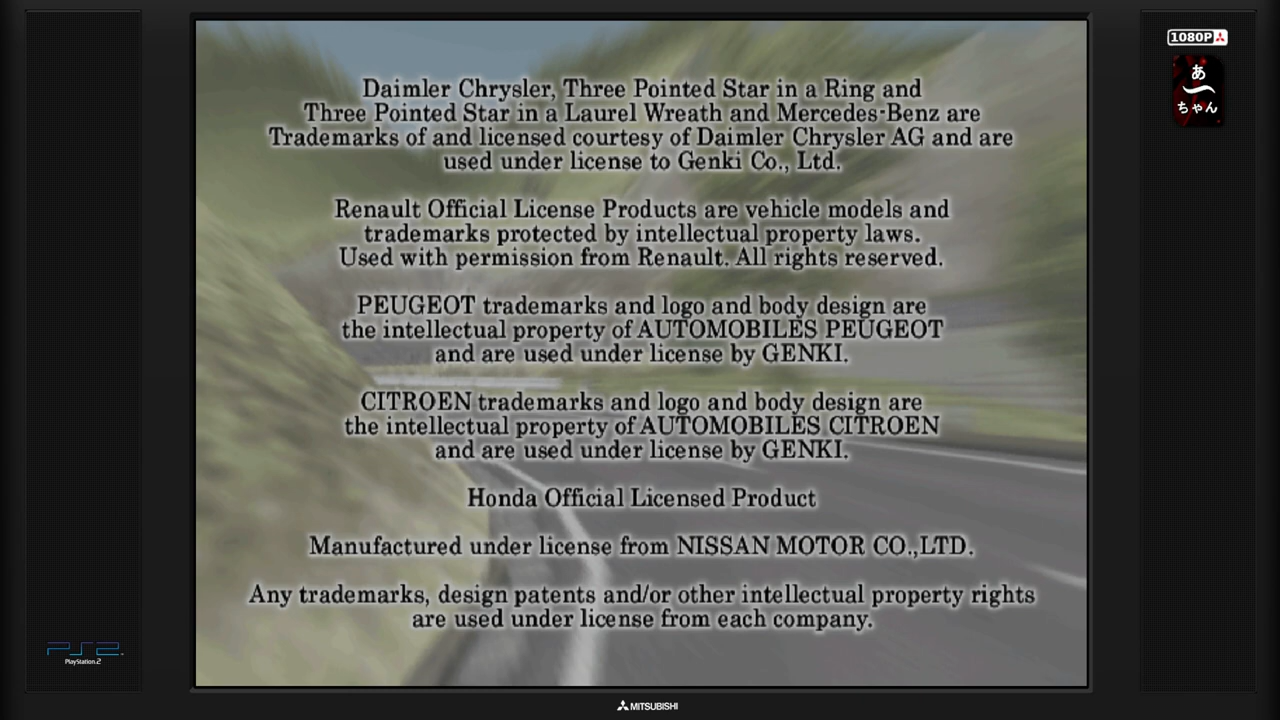 1080P
あ
ー
ちゃん
Daimler Chrysler, Three Pointed Star in a Ring and
Three Pointed Star in a Laurel Wreath and Mercedes-Benz are
Trademarks of and licensed courtesy of Daimler Chrysler AG and are
used under license to Genki Co., Ltd.
Renault Official License Products are vehicle models and
trademarks protected by intellectual property laws.
Used with permission from Renault. All rights reserved.
PEUGEOT trademarks and logo and body design are
the intellectual property of AUTOMOBILES PEUGEOT
and are used under license by GENKI.
CITROEN trademarks and logo and body design are
the intellectual property of AUTOMOBILES CITROEN
and are used under license by GENKI.
Honda Official Licensed Product
Manufactured under license from NISSAN MOTOR CO.,LTD.
Any trademarks, design patents and/or other intellectual property rights
are used under license from each company.
PS2
PlayStation.2
MITSUBISHI